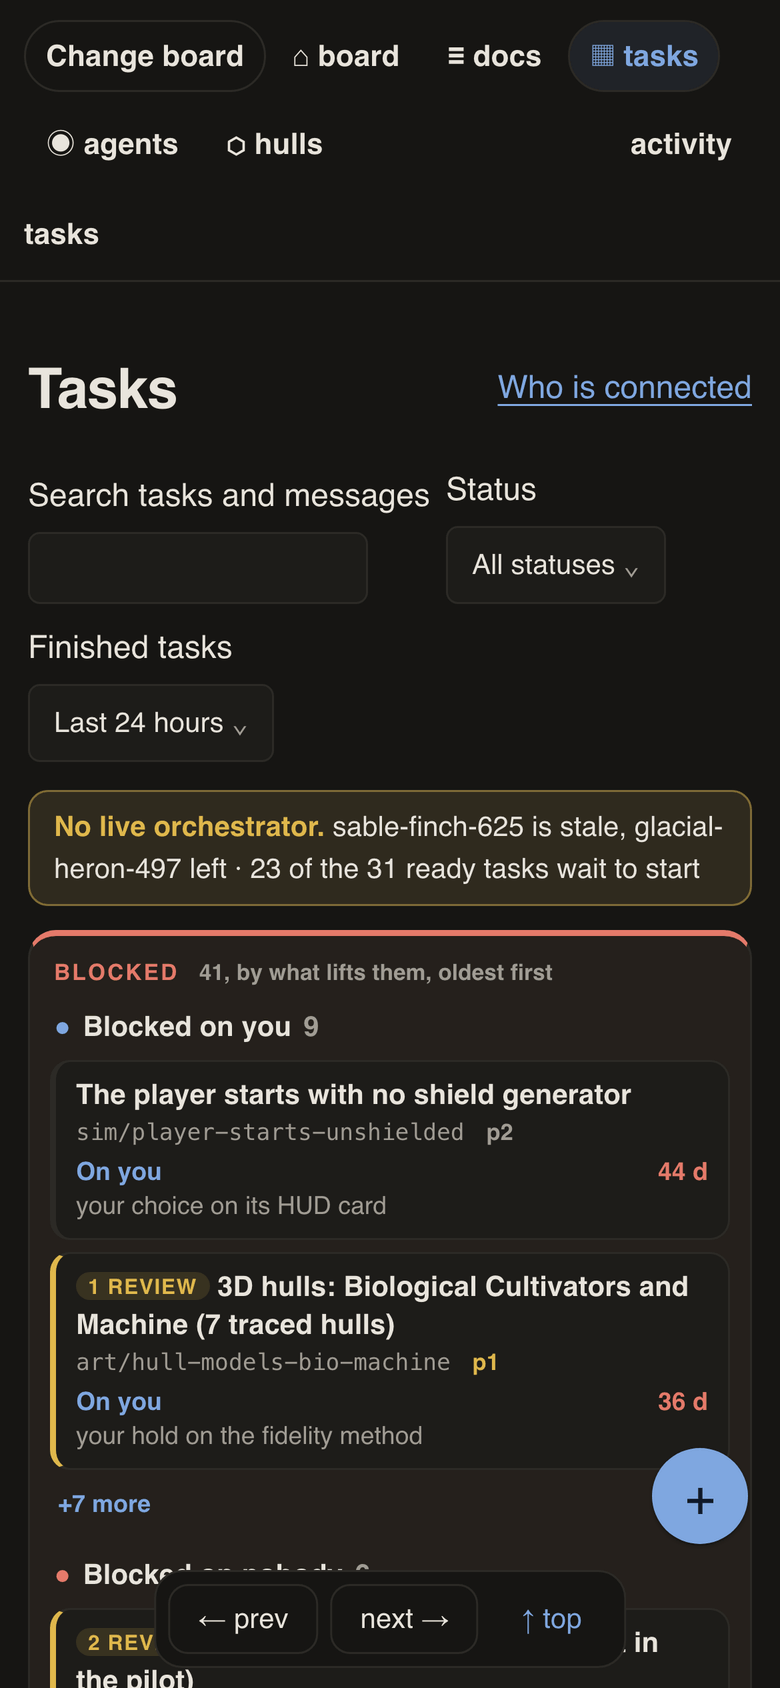 Change board
⌂ board
≡ docs
▦ tasks
◉ agents
⬡ hulls
activity
tasks
Tasks
Who is connected
Search tasks and messages
Status
All statuses
Finished tasks
Last 24 hours
No live orchestrator. sable-finch-625 is stale, glacial-
heron-497 left · 23 of the 31 ready tasks wait to start
BLOCKED 41, by what lifts them, oldest first
Blocked on you 9
The player starts with no shield generator
sim/player-starts-unshielded p2
On you 44 d
your choice on its HUD card
1 REVIEW 3D hulls: Biological Cultivators and
Machine (7 traced hulls)
art/hull-models-bio-machine p1
On you 36 d
your hold on the fidelity method
+7 more
+
Blocked on nobody
← prev
next →
↑ top
2 REV
in
the pilot)